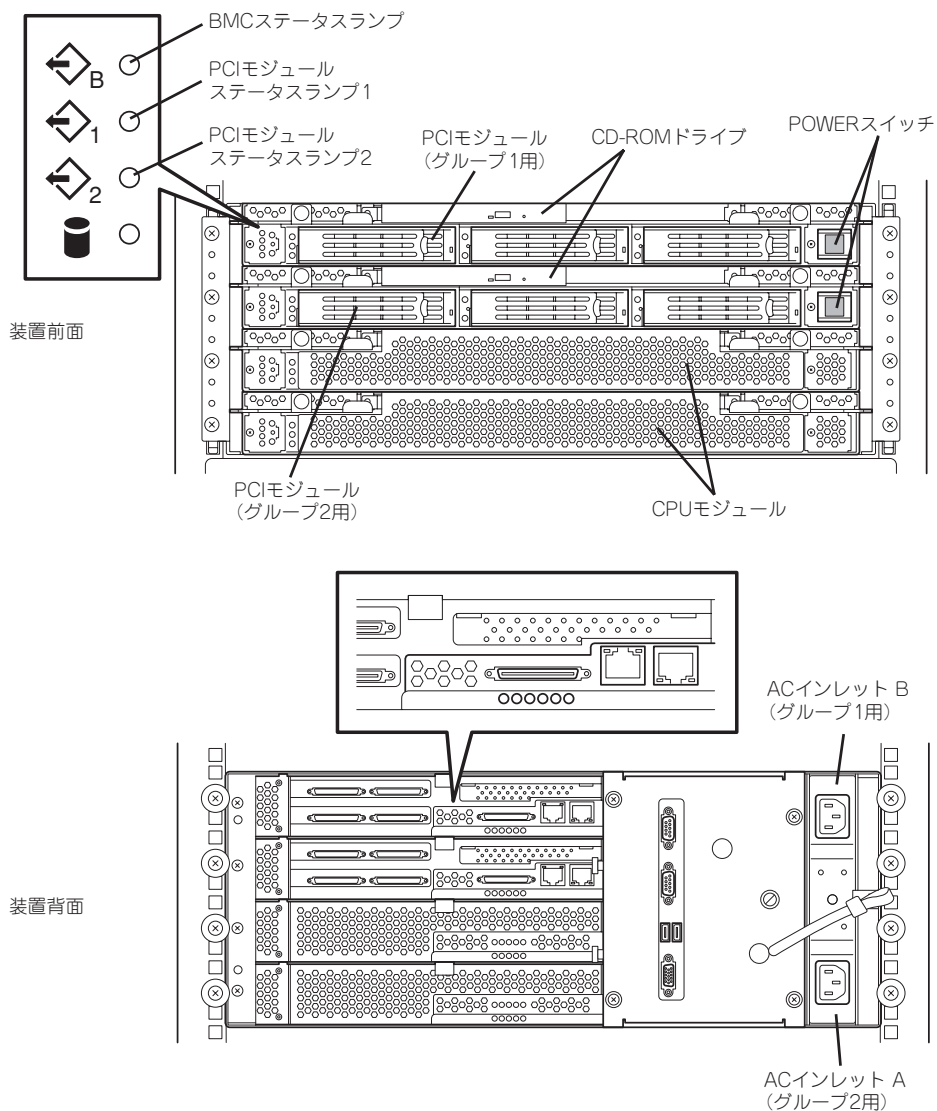 BMCステータスランプ
B
PCIモジュール
ステータスランプ1
1
PCIモジュール
ステータスランプ2
2
PCIモジュール
（グループ1用）
CD-ROMドライブ
POWERスイッチ
装置前面
PCIモジュール
（グループ2用）
CPUモジュール
ACインレット B
（グループ1用）
装置背面
ACインレット A
（グループ2用）